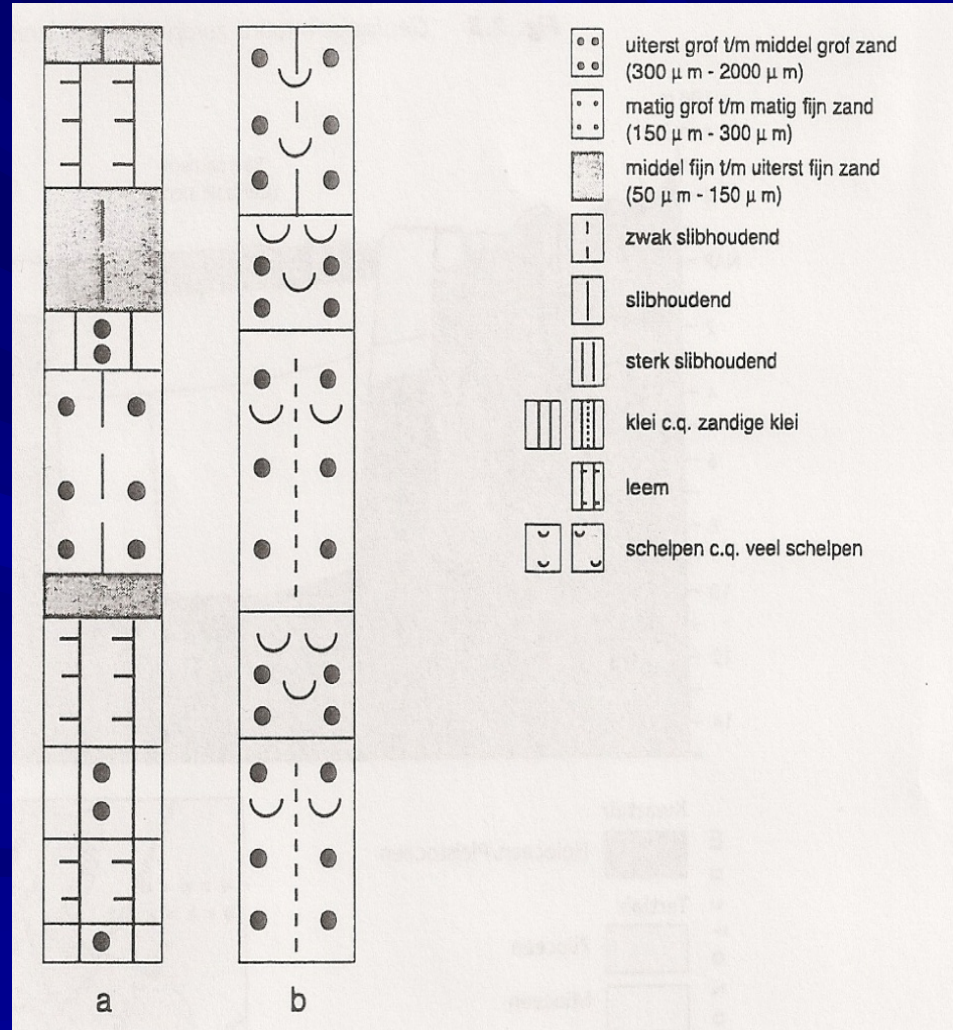 uiterst grof t/m middel grof zand
(300 μ m - 2000 μ m)
matig grof t/m matig fijn zand
(150 μ m - 300 μ m)
middel fijn t/m uiterst fijn zand
(50 μ m - 150 μ m)
zwak slibhoudend
slibhoudend
sterk slibhoudend
klei c.q. zandige klei
leem
schelpen c.q. veel schelpen
a
b